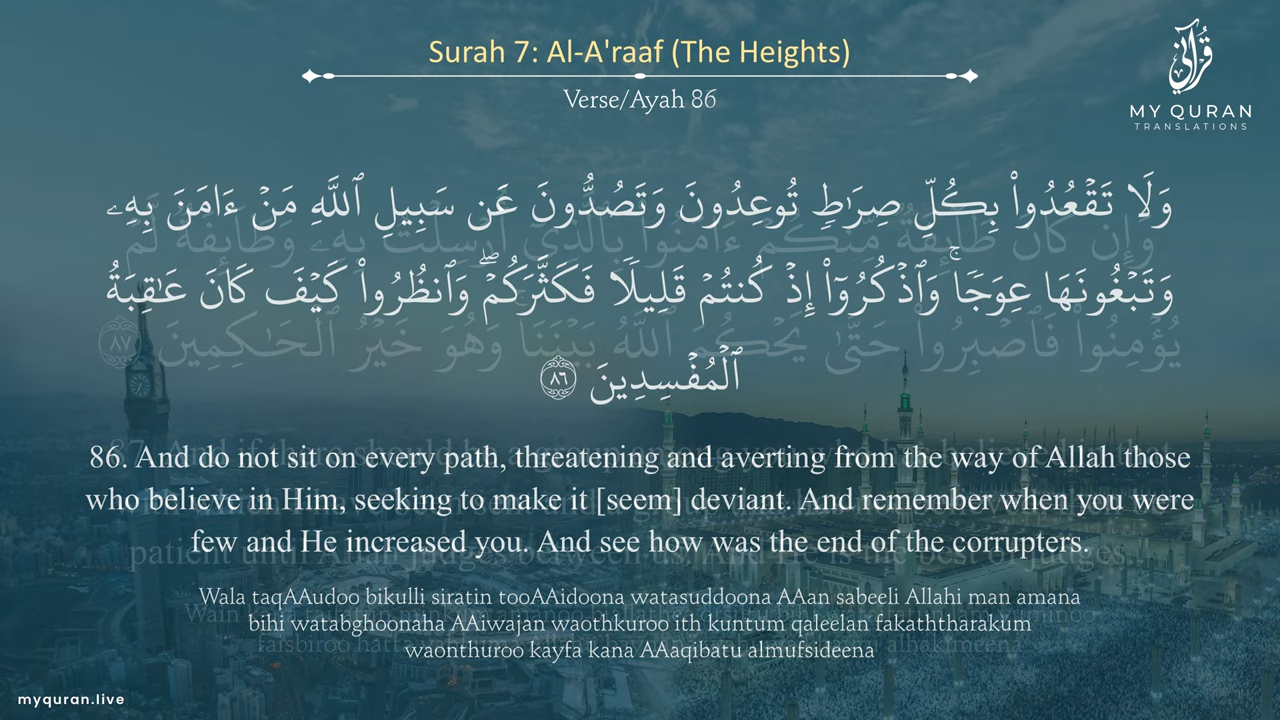 Surah 7: Al-A'raaf (The Heights)
Verse/Ayah 86
قرآني
MY QURAN
TRANSLATIONS
وَلَا تَقْعُدُوا۟ بِكُلِّ صِرَٰطٍ تُوعِدُونَ وَتَصُدُّونَ عَن سَبِيلِ ٱللَّهِ مَنْ ءَامَنَ بِهِۦ
وَتَبْغُونَهَا عِوَجًا ۚ وَٱذْكُرُوٓا۟ إِذْ كُنتُمْ قَلِيلًا فَكَثَّرَكُمْ ۖ وَٱنظُرُوا۟ كَيْفَ كَانَ عَـٰقِبَةُ
ٱلْمُفْسِدِينَ ٨٦
86. And do not sit on every path, threatening and averting from the way of Allah those
who believe in Him, seeking to make it [seem] deviant. And remember when you were
few and He increased you. And see how was the end of the corrupters.
Wala taqAAudoo bikulli siratin tooAAidoona watasuddoona AAan sabeeli Allahi man amana
bihi watabghoonaha AAiwajan waothkuroo ith kuntum qaleelan fakaththarakum
waonthuroo kayfa kana AAaqibatu almufsideena
myquran.live